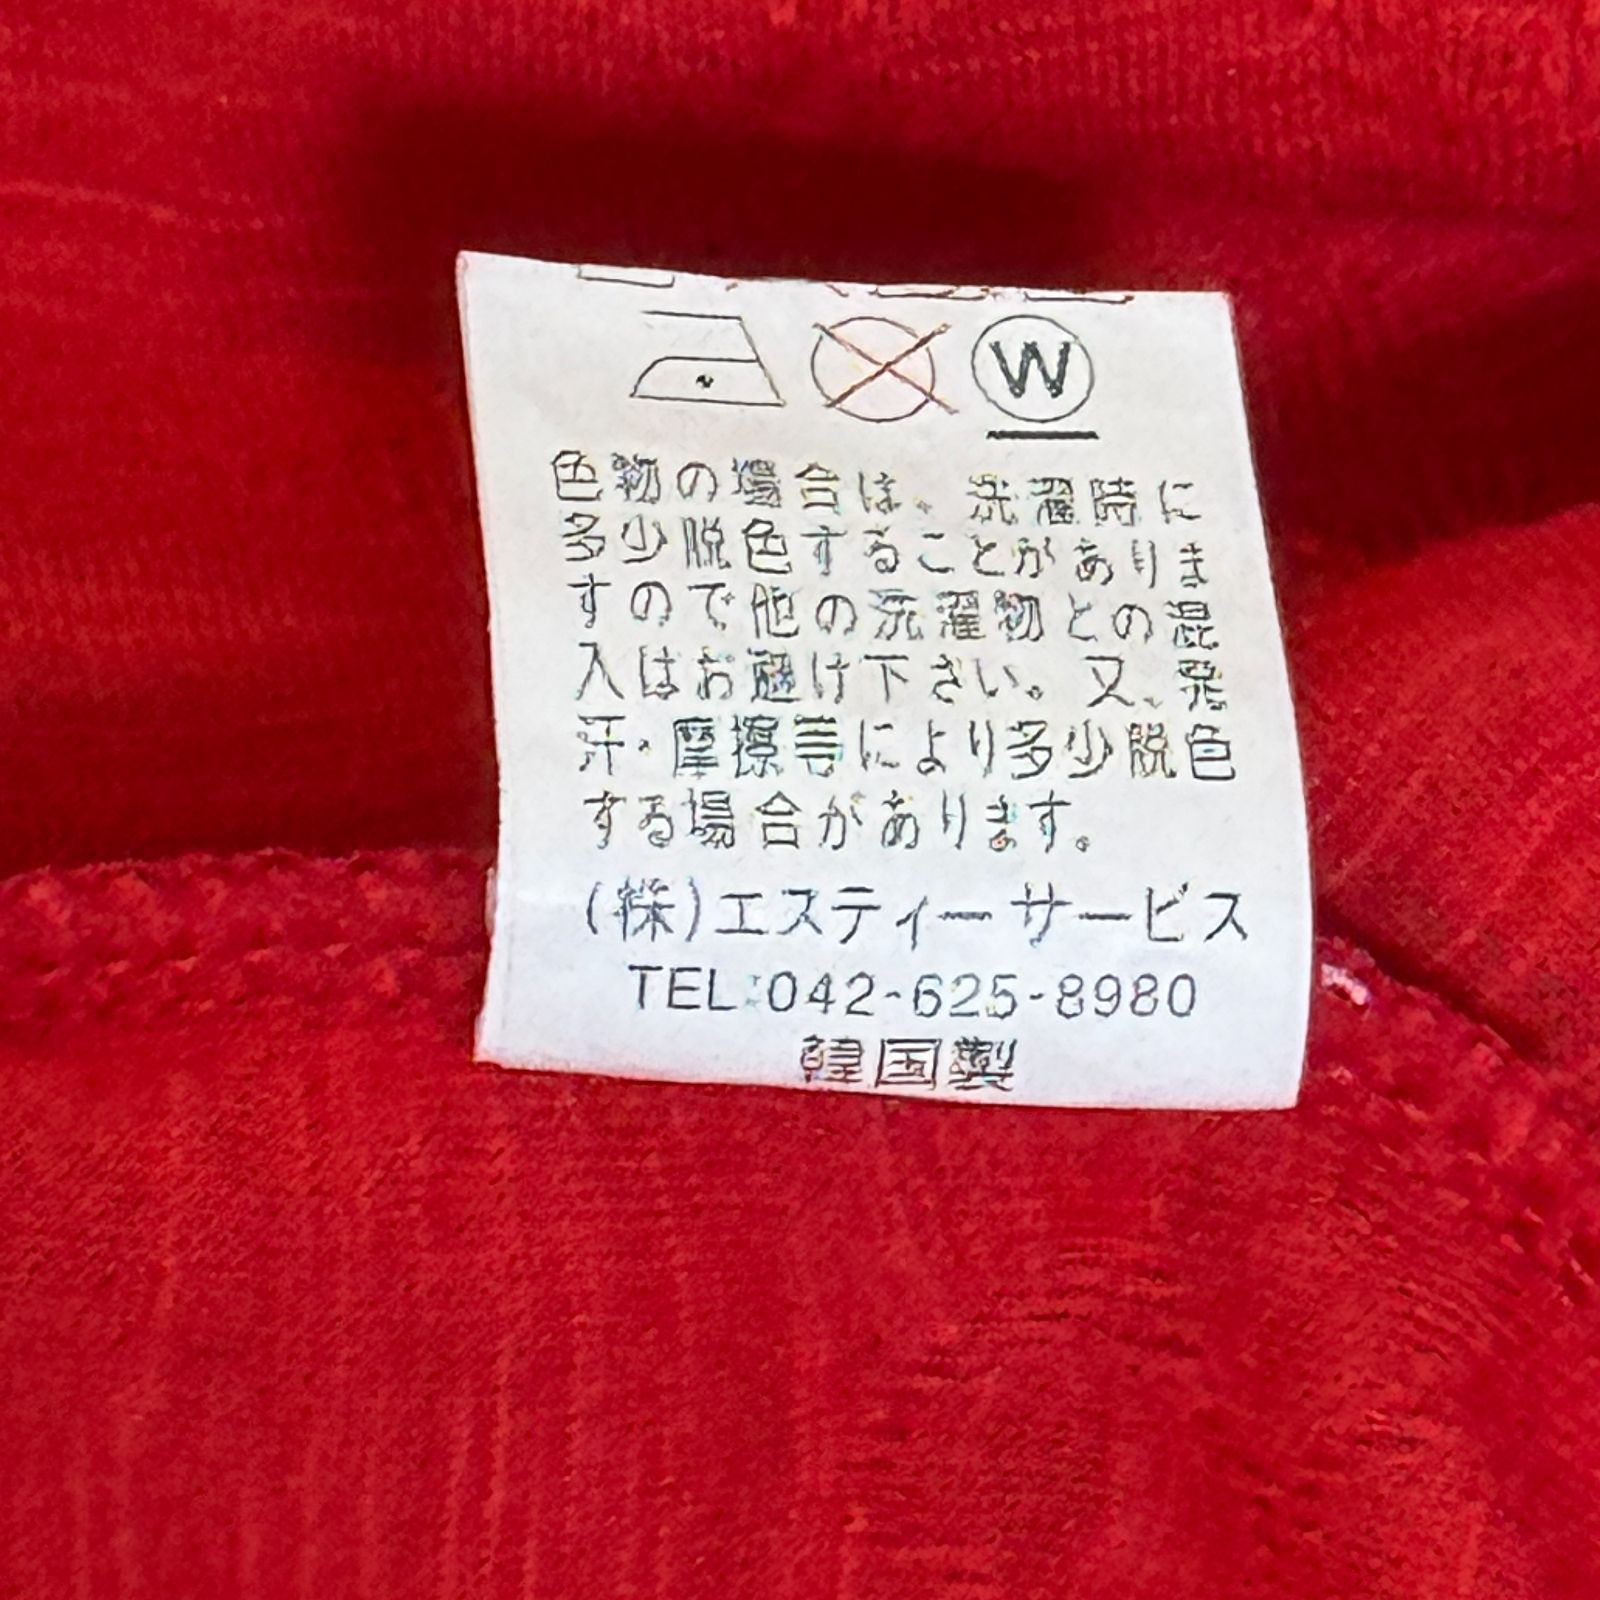 W
色物の場合は、洗濯時に
多少脱色することがありま
すので他の洗濯物との混
入はお避け下さい。又、発
汗・摩擦等により多少脱色
する場合があります。
(株)エスティーサービス
TEL:042-625-8980
韓国製